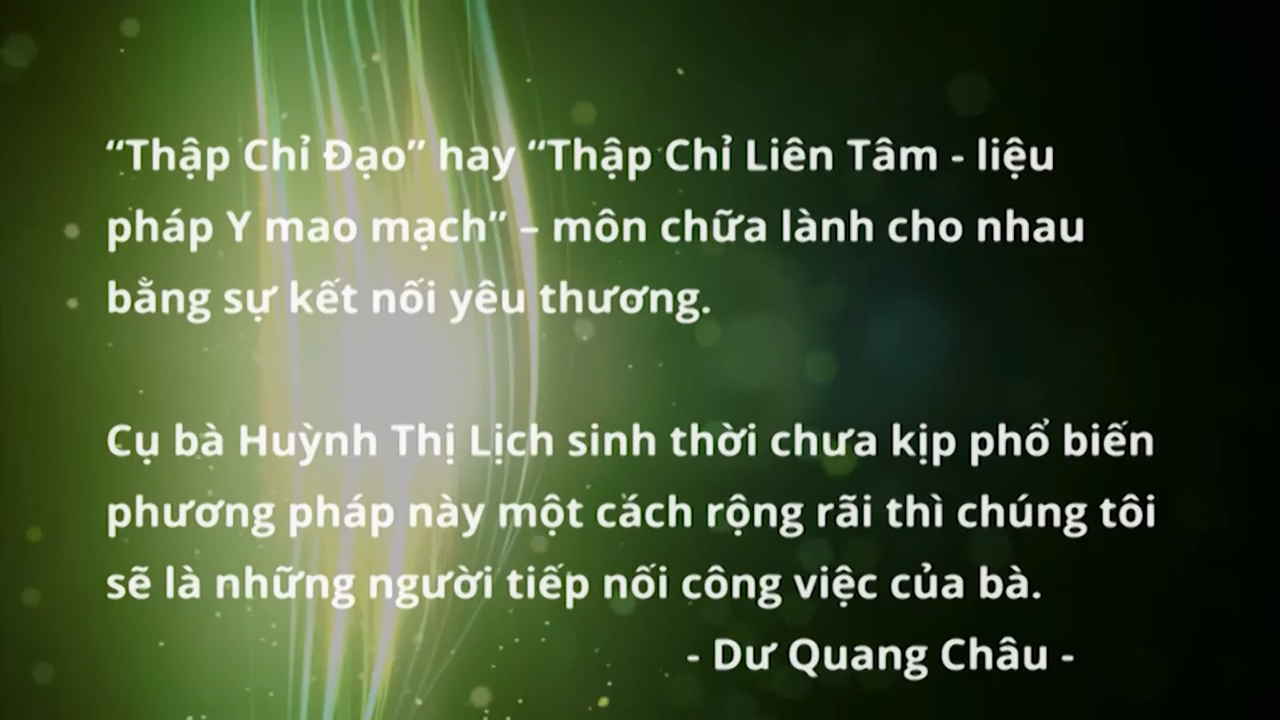 “Thập Chỉ Đạo” hay “Thập Chỉ Liên Tâm - liệu
pháp Y mao mạch” – môn chữa lành cho nhau
bằng sự kết nối yêu thương.
Cụ bà Huỳnh Thị Lịch sinh thời chưa kịp phổ biến
phương pháp này một cách rộng rãi thì chúng tôi
sẽ là những người tiếp nối công việc của bà.
- Dư Quang Châu -